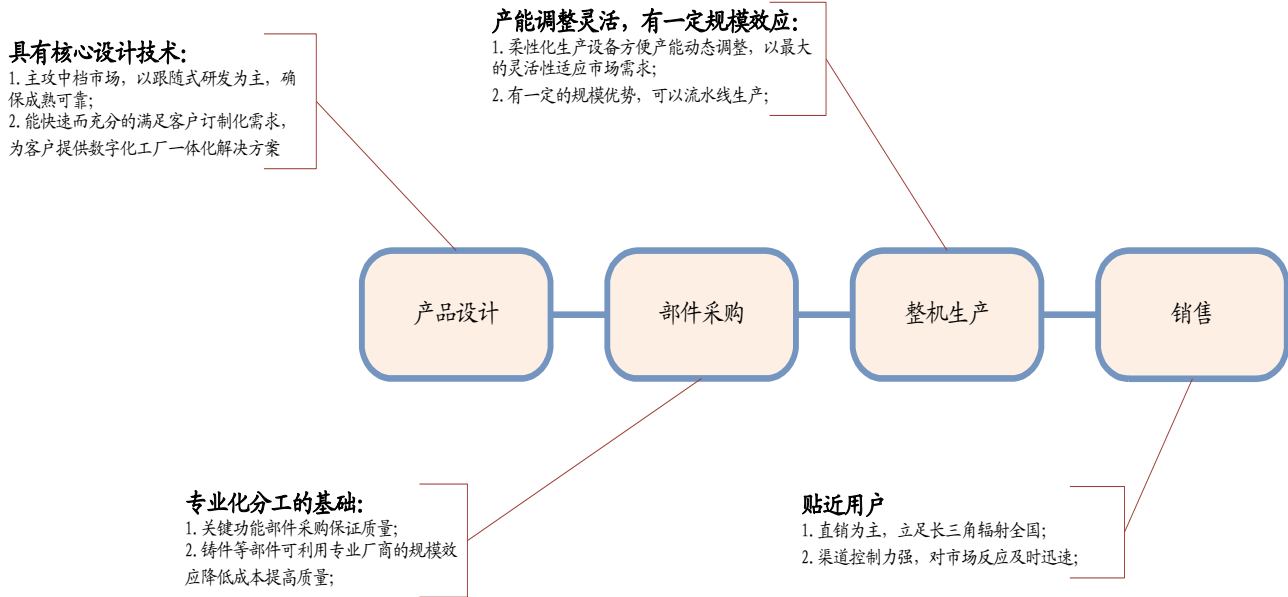 具有核心设计技术：
1. 主攻中档市场，以跟随式研发为主，确
保成熟可靠；
2. 能快速而充分的满足客户订制化需求，
为客户提供数字化工厂一体化解决方案
产能调整灵活，有一定规模效应：
1. 柔性化生产设备方便产能动态调整，以最大
的灵活性适应市场需求；
2. 有一定的规模优势，可以流水线生产；
产品设计
部件采购
整机生产
销售
专业化分工的基础：
1. 关键功能部件采购保证质量；
2. 铸件等部件可利用专业厂商的规模效
应降低成本提高质量；
贴近用户
1. 直销为主，立足长三角辐射全国；
2. 渠道控制力强，对市场反应及时迅速；